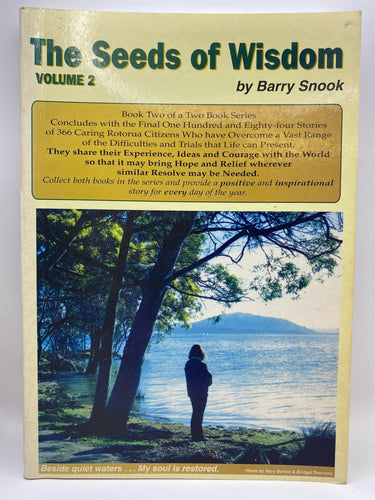 The Seeds of Wisdom
VOLUME 2
by Barry Snook
Book Two of a Two Book Series
Concludes with the Final One Hundred and Eighty-four Stories
of 366 Caring Rotorua Citizens Who have Overcome a Vast Range
of the Difficulties and Trials that Life can Present.
They share their Experience, Ideas and Courage with the World
so that it may bring Hope and Relief wherever
similar Resolve may be Needed.
Collect both books in the series and provide a positive and inspirational
story for every day of the year.
Beside quiet waters . . . My soul is restored.
Photo by Mary Berton & Bridget